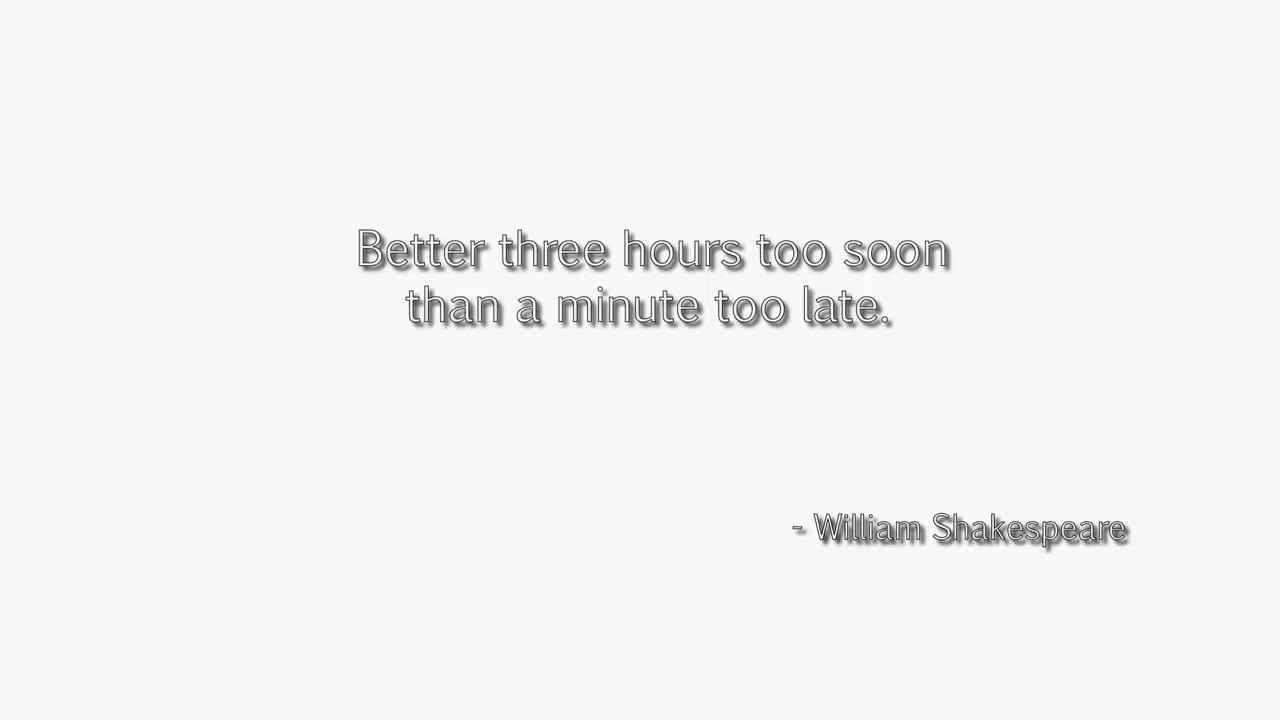 Better three hours too soon
than a minute too late.
- William Shakespeare